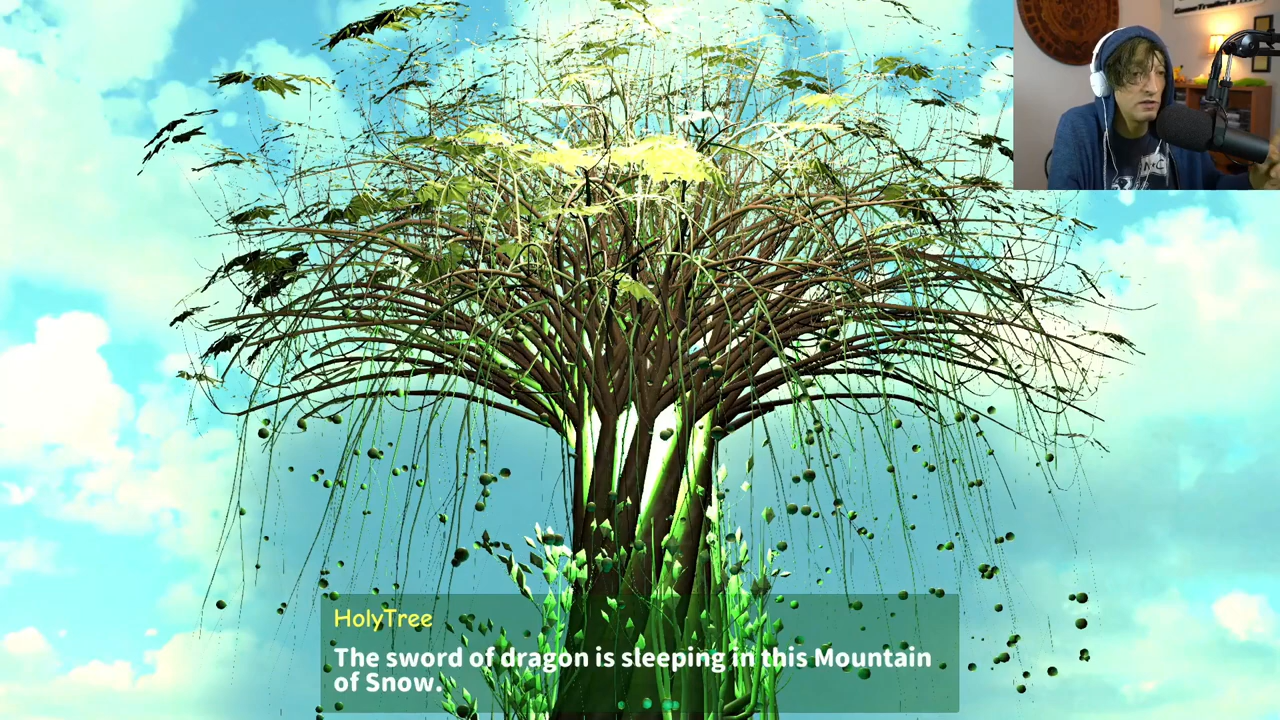 HolyTree
The sword of dragon is sleeping in this Mountain
of Snow.